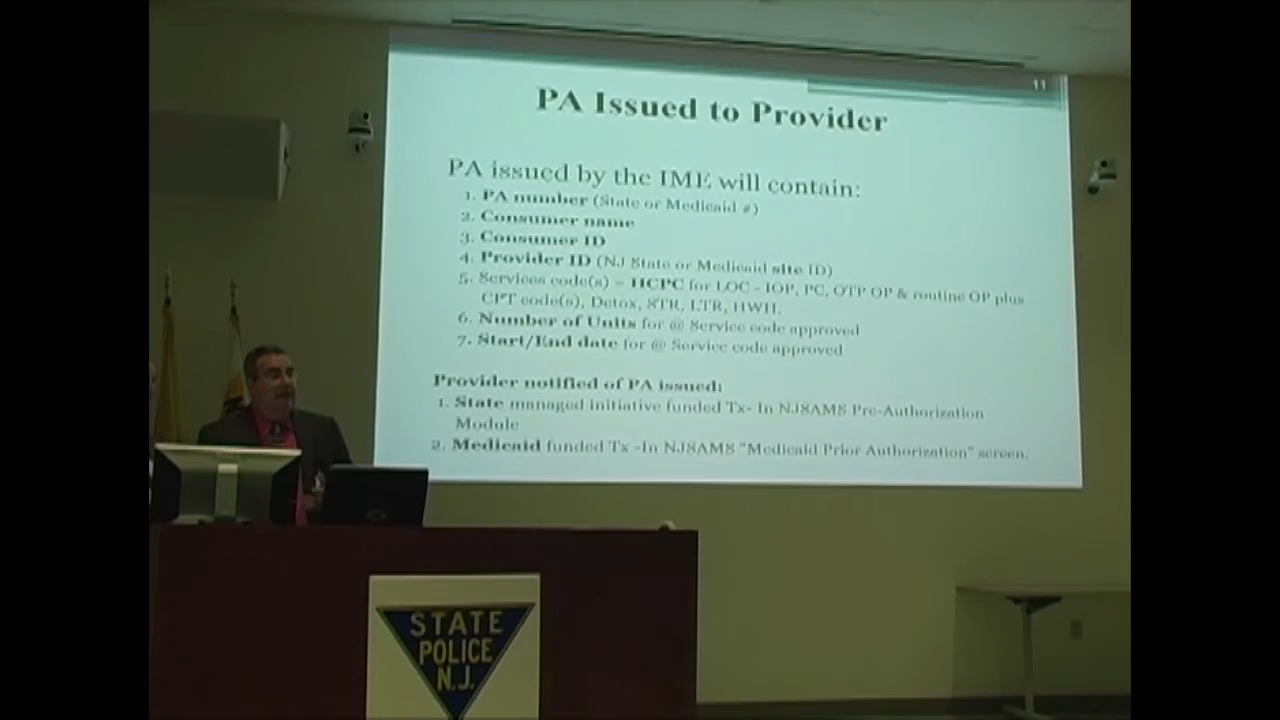 11
PA Issued to Provider
PA issued by the IME will contain:
1. PA number (State or Medicaid #)
2. Consumer name
3. Consumer ID
4. Provider ID (NJ State or Medicaid site ID)
5. Services code(s) – HCPC for LOC - IOP, PC, OTP OP & routine OP plus
CPT code(s), Detox, STR, LTR, HWH.
6. Number of Units for @ Service code approved
7. Start/End date for @ Service code approved
Provider notified of PA issued:
1. State managed initiative funded Tx- In NJSAMS Pre-Authorization
Module
2. Medicaid funded Tx -In NJSAMS "Medicaid Prior Authorization" screen.
STATE
POLICE
N.J.